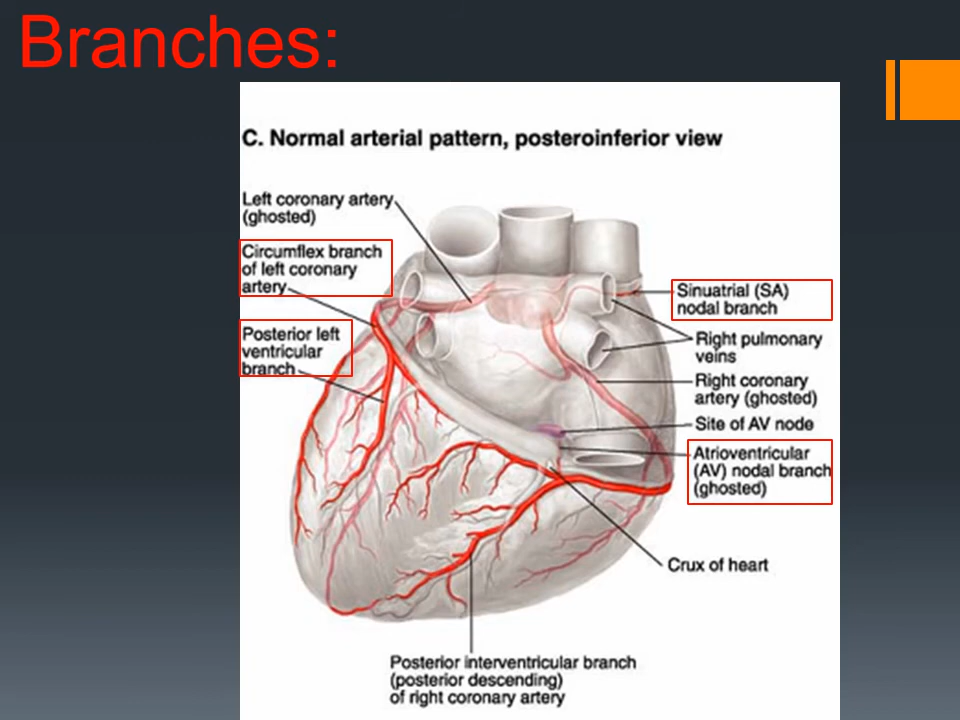 Branches:
C. Normal arterial pattern, posteroinferior view
Left coronary artery
(ghosted)
Circumflex branch
of left coronary
artery
Posterior left
ventricular
branch
Sinuatrial (SA)
nodal branch
Right pulmonary
veins
Right coronary
artery (ghosted)
Site of AV node
Atrioventricular
(AV) nodal branch
(ghosted)
Crux of heart
Posterior interventricular branch
(posterior descending)
of right coronary artery